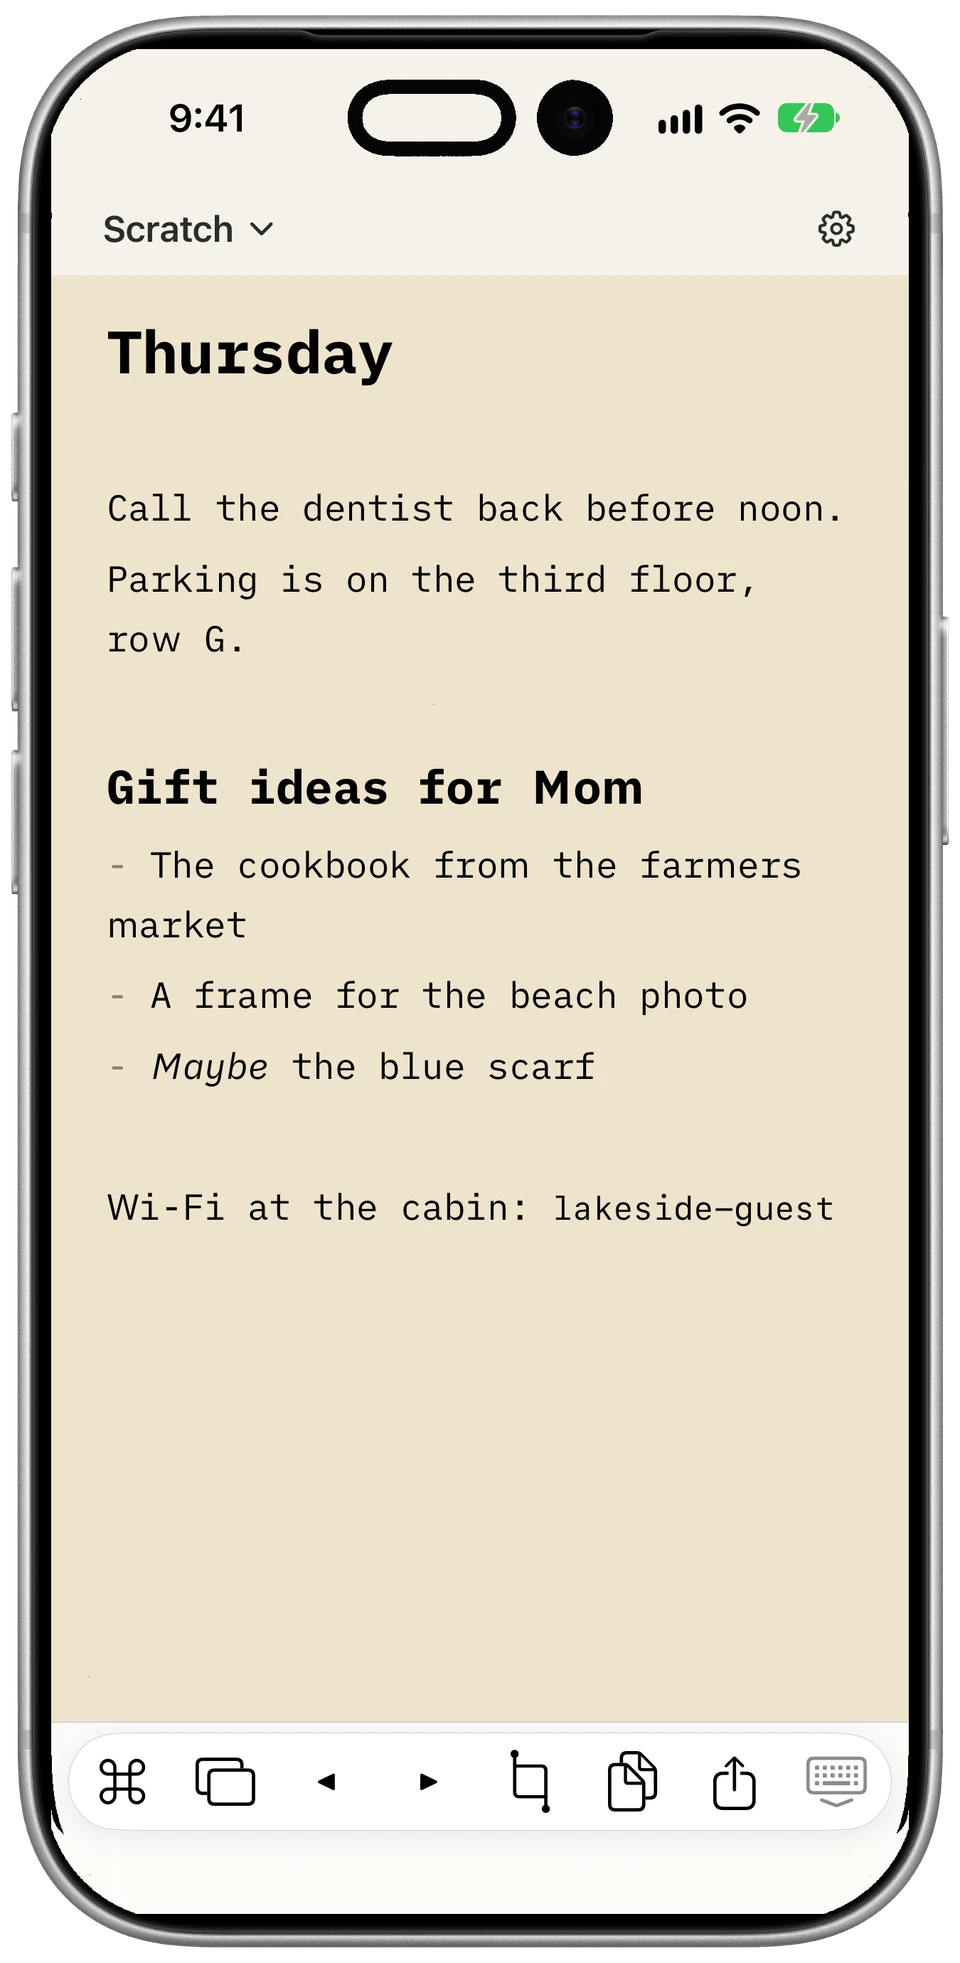 9:41
Scratch
Thursday
Call the dentist back before noon.
Parking is on the third floor,
row G.
Gift ideas for Mom
- The cookbook from the farmers
market
- A frame for the beach photo
- Maybe the blue scarf
Wi-Fi at the cabin: lakeside-guest